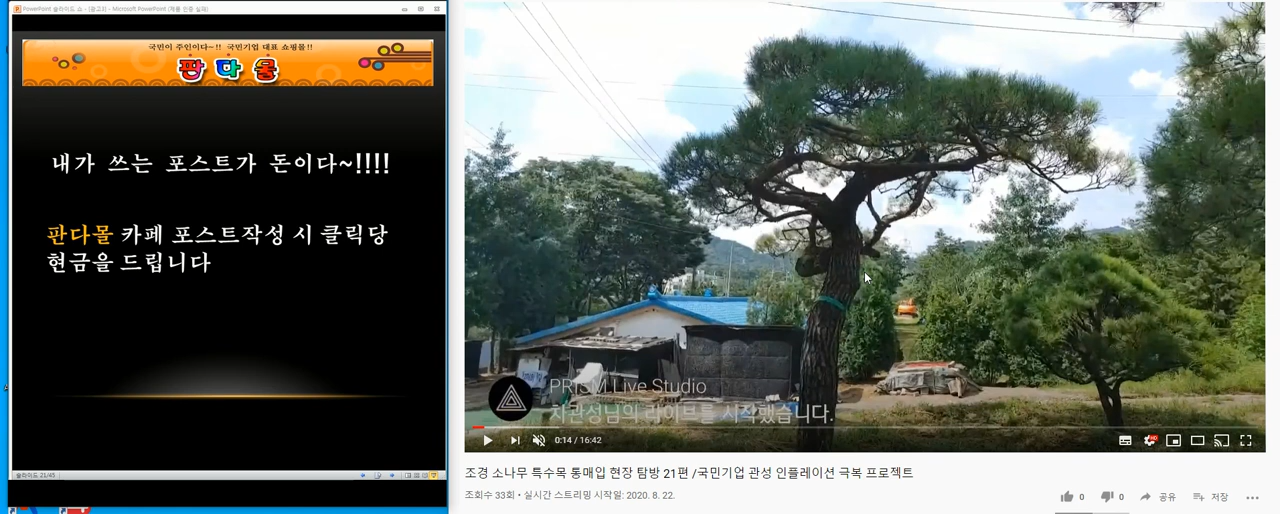 PowerPoint 슬라이드 쇼 - [광고3] - Microsoft PowerPoint (제품 인증 실패)
국민이 주인이다~!! 국민기업 대표 쇼핑몰!!
판다몰
내가 쓰는 포스트가 돈이다~!!!!
판다몰 카페 포스트작성 시 클릭당
현금을 드립니다
슬라이드 21/45
PRISM Live Studio
차관성님의 라이브를 시작했습니다.
0:14 / 16:42
HD
조경 소나무 특수목 통매입 현장 탐방 21편 /국민기업 관성 인플레이션 극복 프로젝트
조회수 33회 • 실시간 스트리밍 시작일: 2020. 8. 22.
0 0 공유 저장